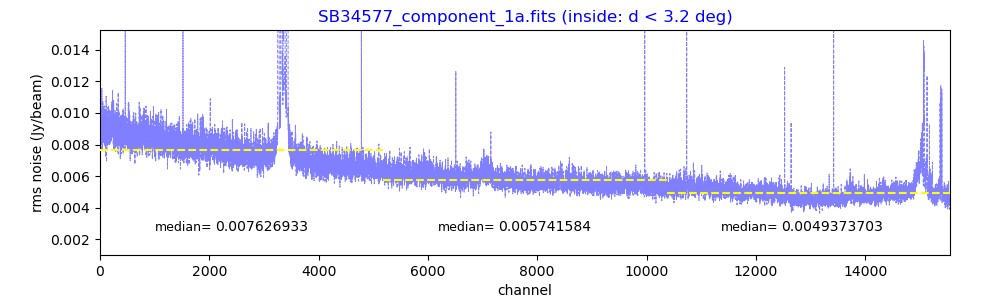 SB34577_component_1a.fits (inside: d < 3.2 deg)
rms noise (Jy/beam)
0.014
0.012
0.010
0.008
0.006
0.004
0.002
median= 0.007626933
median= 0.005741584
median= 0.0049373703
0 2000 4000 6000 8000 10000 12000 14000
channel